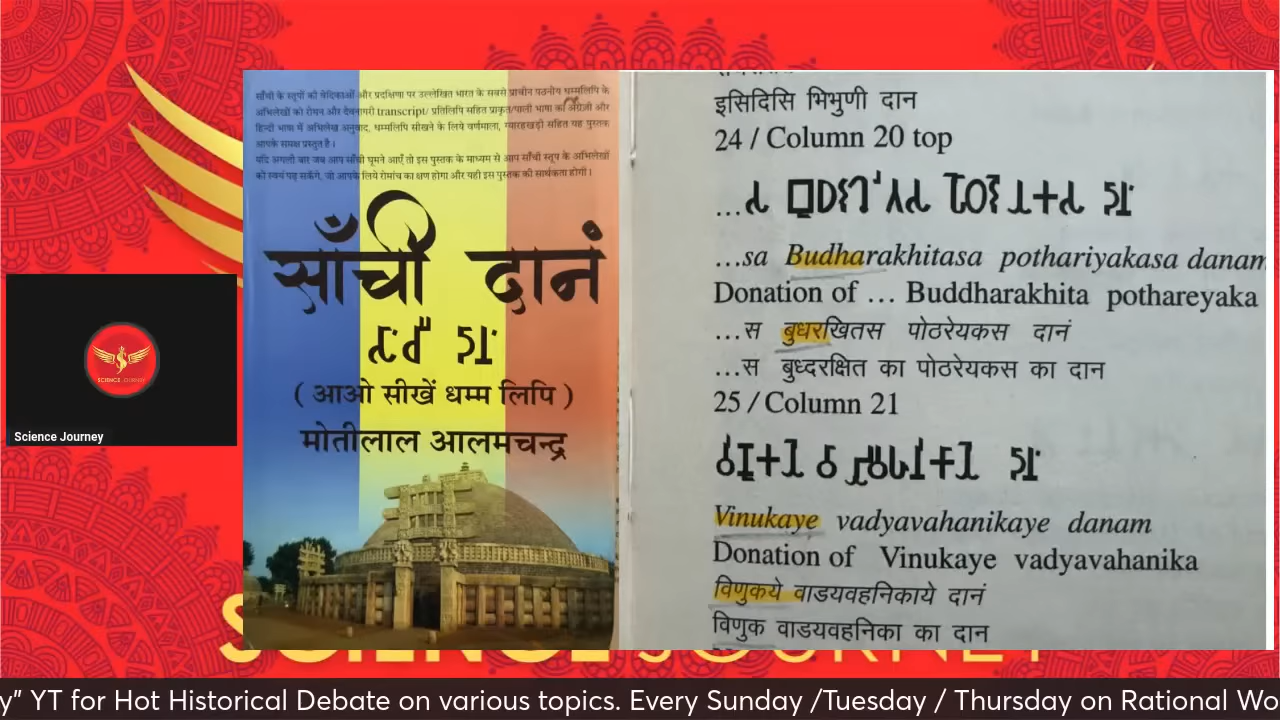 साँची के स्तूपों की वेदिकाओं और प्रदक्षिणा पर उल्लेखित भारत के सबसे प्राचीन पठनीय धम्मलिपि के
अभिलेखों को रोमन और देवनागरी transcript/ प्रतिलिपि सहित प्राकृत/पाली भाषा का अंग्रेजी और
हिन्दी भाषा में अभिलेख अनुवाद, धम्मलिपि सीखने के लिये वर्णमाला, ग्यारहखड़ी सहित यह पुस्तक
आपके समक्ष प्रस्तुत है।
यदि अगली बार जब आप साँची घूमने आएँ तो इस पुस्तक के माध्यम से आप साँची स्तूप के अभिलेखों
को स्वयं पढ़ सकेंगे, जो आपके लिये रोमांच का क्षण होगा और यही इस पुस्तक की सार्थकता होगी।
साँची दानं
( आओ सीखें धम्म लिपि )
मोतीलाल आलमचन्द्र
इसिदिसि भिभुणी दान
24 / Column 20 top
...sa Budharakhitasa pothariyakasa danam
Donation of ... Buddharakhita pothareyaka
...स बुधरखितस पोठरेयकस दानं
...स बुध्दरक्षित का पोठरेयकस का दान
25 / Column 21
Vinukaye vadyavahanikaye danam
Donation of Vinukaye vadyavahanika
विणुकये वाडयवहनिकाये दानं
विणुक वाडयवहनिका का दान
SCIENCE JOURNEY
Science Journey
SCIENCE JOURNEY
y" YT for Hot Historical Debate on various topics. Every Sunday /Tuesday / Thursday on Rational Wo